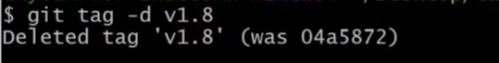 $ git tag -d v1.8
Deleted tag 'v1.8' (was 04a5872)